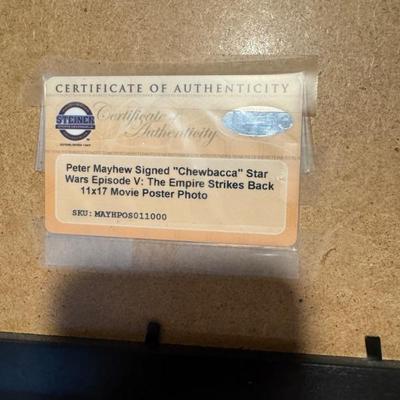 CERTIFICATE OF AUTHENTICITY
STEINER
Certificate of
Authenticity
Peter Mayhew Signed "Chewbacca" Star
Wars Episode V: The Empire Strikes Back
11x17 Movie Poster Photo
SKU: MAYHPOS011000